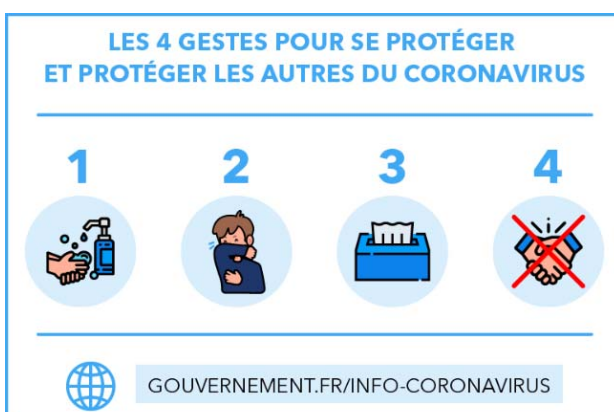 LES 4 GESTES POUR SE PROTÉGER
ET PROTÉGER LES AUTRES DU CORONAVIRUS
1 2 3 4
GOUVERNEMENT.FR/INFO-CORONAVIRUS